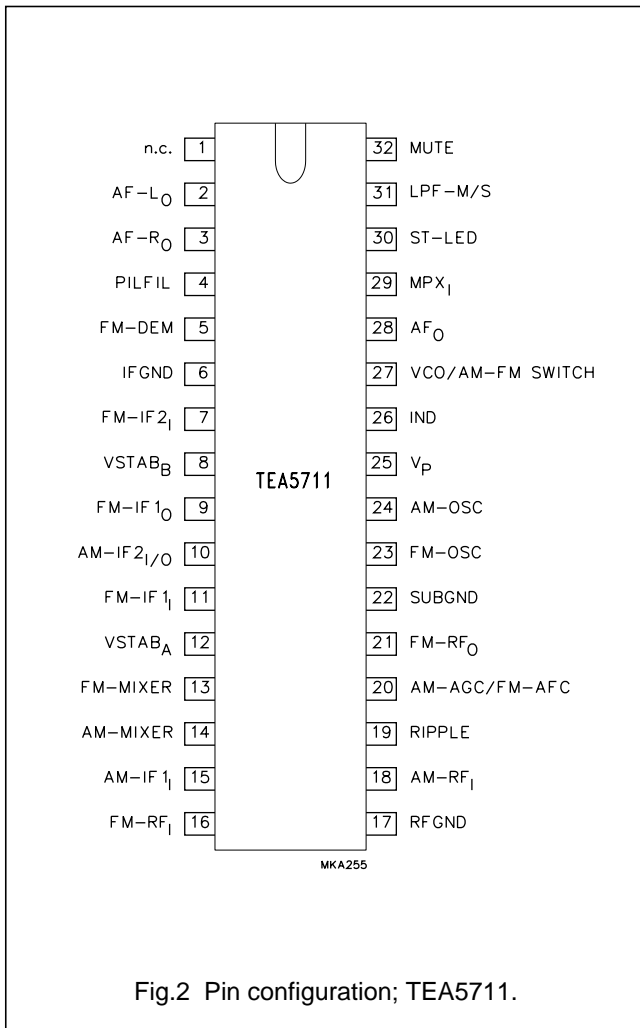 n.c. 1 32 MUTE
AF-LO 2 31 LPF-M/S
AF-RO 3 30 ST-LED
PILFIL 4 29 MPXI
FM-DEM 5 28 AFO
IFGND 6 27 VCO/AM-FM SWITCH
FM-IF2I 7 26 IND
VSTABB 8 25 VP
TEA5711
FM-IF1O 9 24 AM-OSC
AM-IF2I/O 10 23 FM-OSC
FM-IF1I 11 22 SUBGND
VSTABA 12 21 FM-RFO
FM-MIXER 13 20 AM-AGC/FM-AFC
AM-MIXER 14 19 RIPPLE
AM-IF1I 15 18 AM-RFI
FM-RFI 16 17 RFGND
MKA255
Fig.2 Pin configuration; TEA5711.